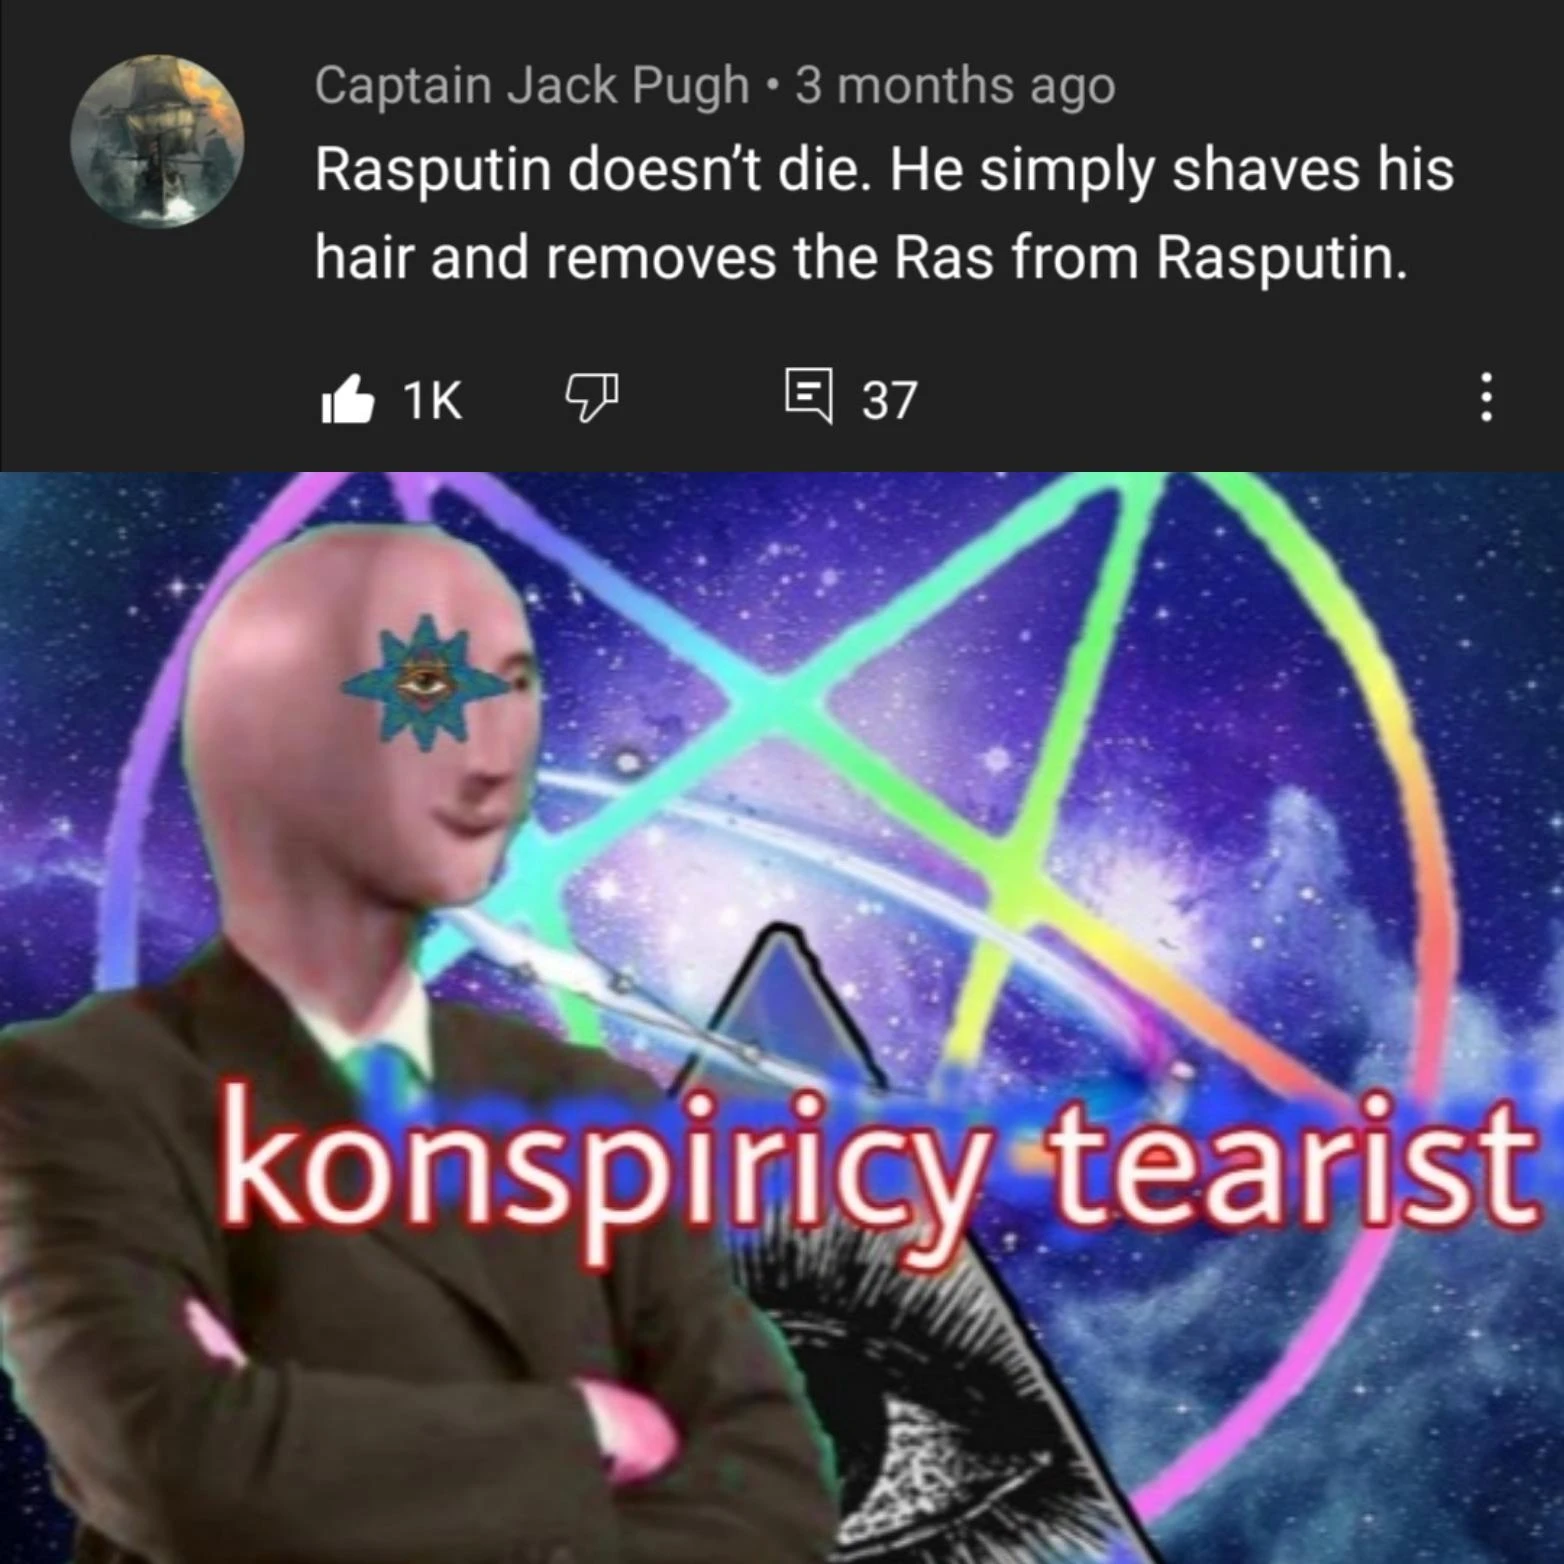 Captain Jack Pugh • 3 months ago
Rasputin doesn’t die. He simply shaves his
hair and removes the Ras from Rasputin.
1K 37
konspiricy tearist